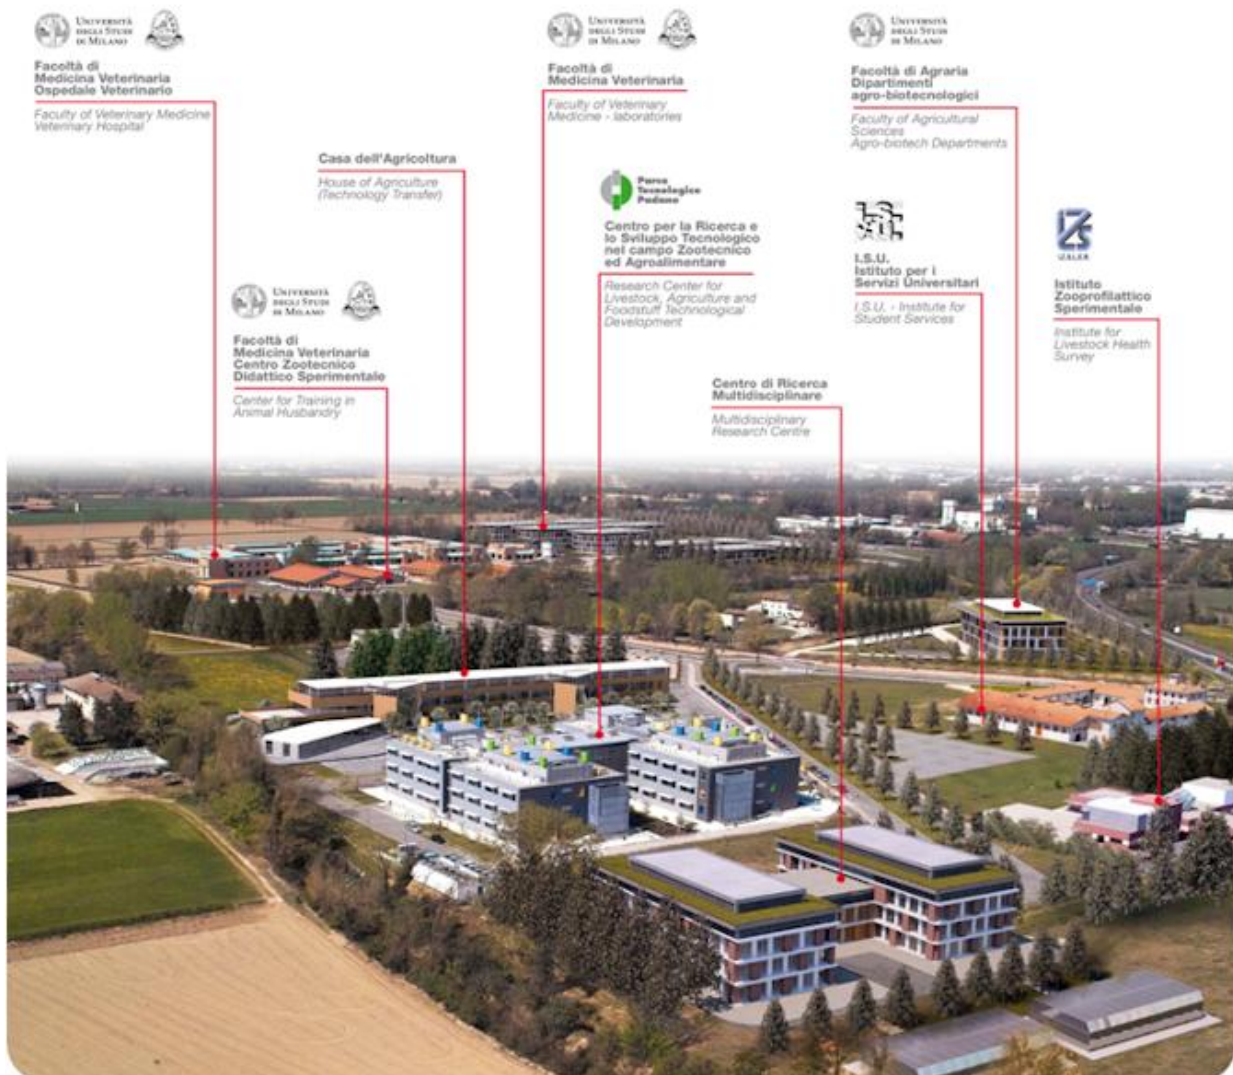 UNIVERSITÀ
DEGLI STUDI
DI MILANO
Facoltà di
Medicina Veterinaria
Ospedale Veterinario
Faculty of Veterinary Medicine
Veterinary Hospital
UNIVERSITÀ
DEGLI STUDI
DI MILANO
Facoltà di
Medicina Veterinaria
Faculty of Veterinary
Medicine - laboratories
UNIVERSITÀ
DEGLI STUDI
DI MILANO
Facoltà di Agraria
Dipartimenti
agro-biotecnologici
Faculty of Agricultural
Sciences
Agro-biotech Departments
Casa dell'Agricoltura
House of Agriculture
(Technology Transfer)
Parco
Tecnologico
Padano
Centro per la Ricerca e
lo Sviluppo Tecnologico
nel campo Zootecnico
ed Agroalimentare
Research Center for
Livestock, Agriculture and
Foodstuff Technological
Development
I.S.U.
Istituto per i
Servizi Universitari
I.S.U. - Institute for
Student Services
IZS
IZSLER
Istituto
Zooprofilattico
Sperimentale
Institute for
Livestock Health
Survey
UNIVERSITÀ
DEGLI STUDI
DI MILANO
Facoltà di
Medicina Veterinaria
Centro Zootecnico
Didattico Sperimentale
Center for Training in
Animal Husbandry
Centro di Ricerca
Multidisciplinare
Multidisciplinary
Research Centre